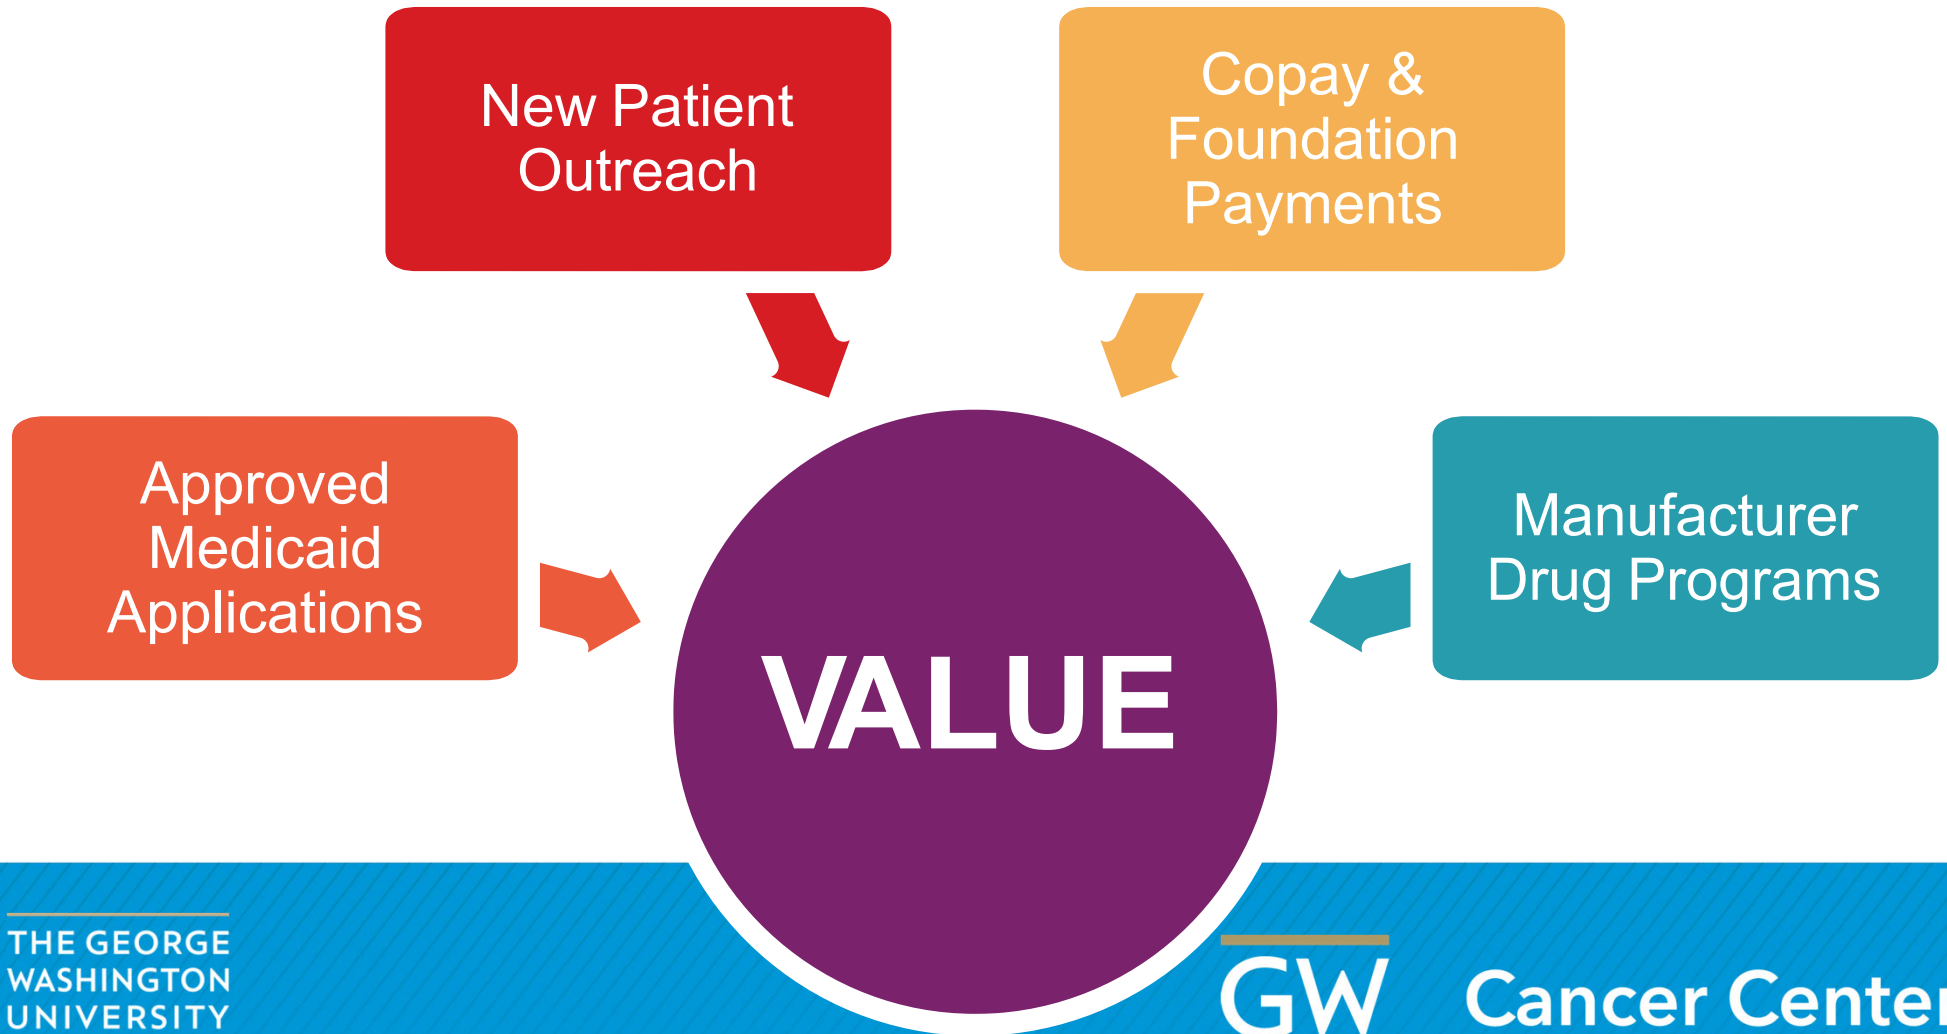 New Patient
Outreach
Copay &
Foundation
Payments
Approved
Medicaid
Applications
Manufacturer
Drug Programs
VALUE
THE GEORGE
WASHINGTON
UNIVERSITY
GW
Cancer Center